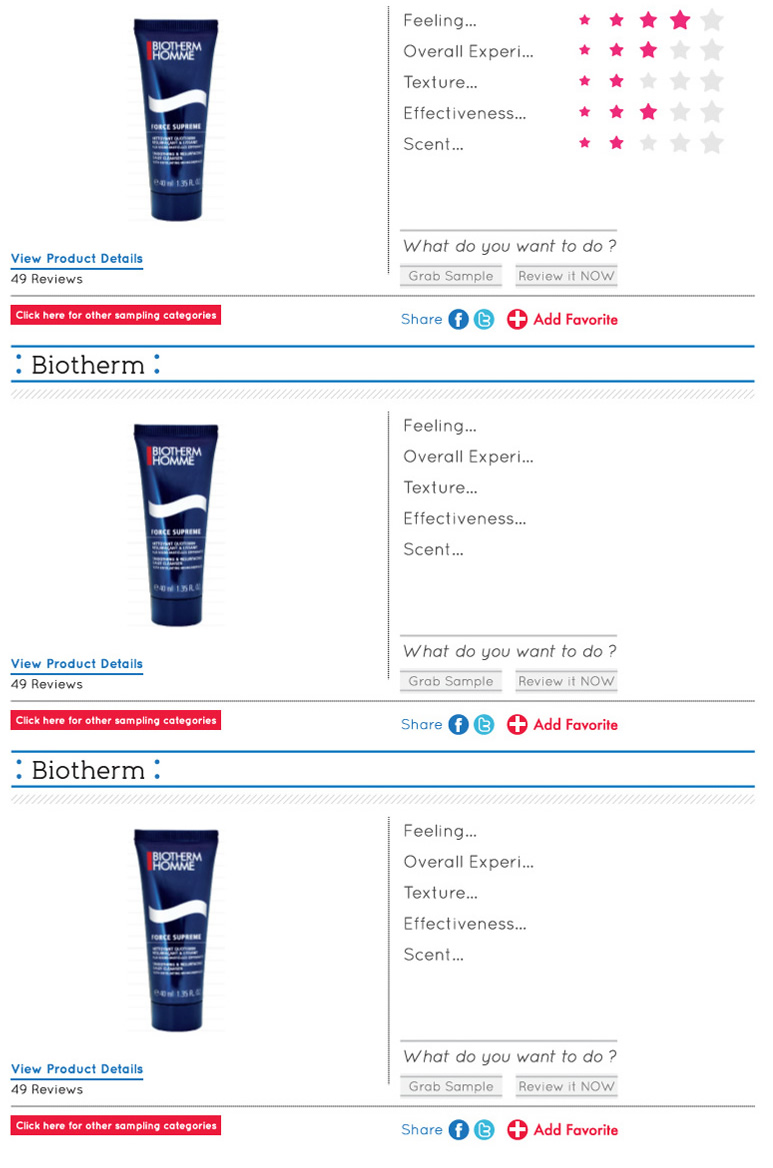 BIOTHERM
HOMME
FORCE SUPREME
40 ml 1.35 FL. Oz
Feeling...
Overall Experi...
Texture...
Effectiveness...
Scent...
What do you want to do ?
Grab Sample Review it NOW
View Product Details
49 Reviews
Click here for other sampling categories
Share Add Favorite
: Biotherm :
BIOTHERM
HOMME
FORCE SUPREME
40 ml 1.35 FL. Oz
Feeling...
Overall Experi...
Texture...
Effectiveness...
Scent...
What do you want to do ?
Grab Sample Review it NOW
View Product Details
49 Reviews
Click here for other sampling categories
Share Add Favorite
: Biotherm :
BIOTHERM
HOMME
FORCE SUPREME
40 ml 1.35 FL. Oz
Feeling...
Overall Experi...
Texture...
Effectiveness...
Scent...
What do you want to do ?
Grab Sample Review it NOW
View Product Details
49 Reviews
Click here for other sampling categories
Share Add Favorite